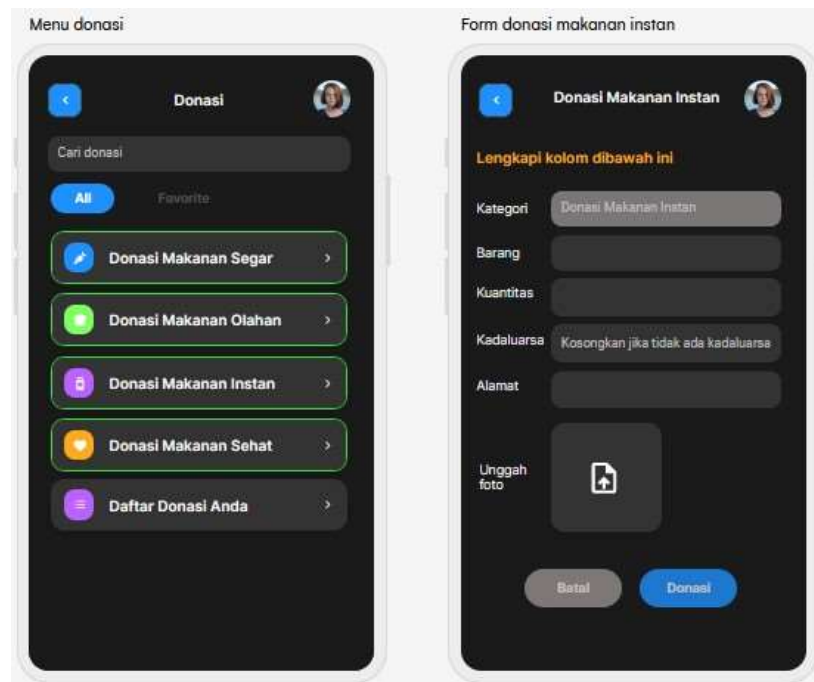 Menu donasi
Donasi
Cari donasi
All
Favorite
Donasi Makanan Segar
Donasi Makanan Olahan
Donasi Makanan Instan
Donasi Makanan Sehat
Daftar Donasi Anda
Form donasi makanan instan
Donasi Makanan Instan
Lengkapi kolom dibawah ini
Kategori
Donasi Makanan Instan
Barang
Kuantitas
Kadaluarsa
Kosongkan jika tidak ada kadaluarsa
Alamat
Unggah
foto
Batal
Donasi